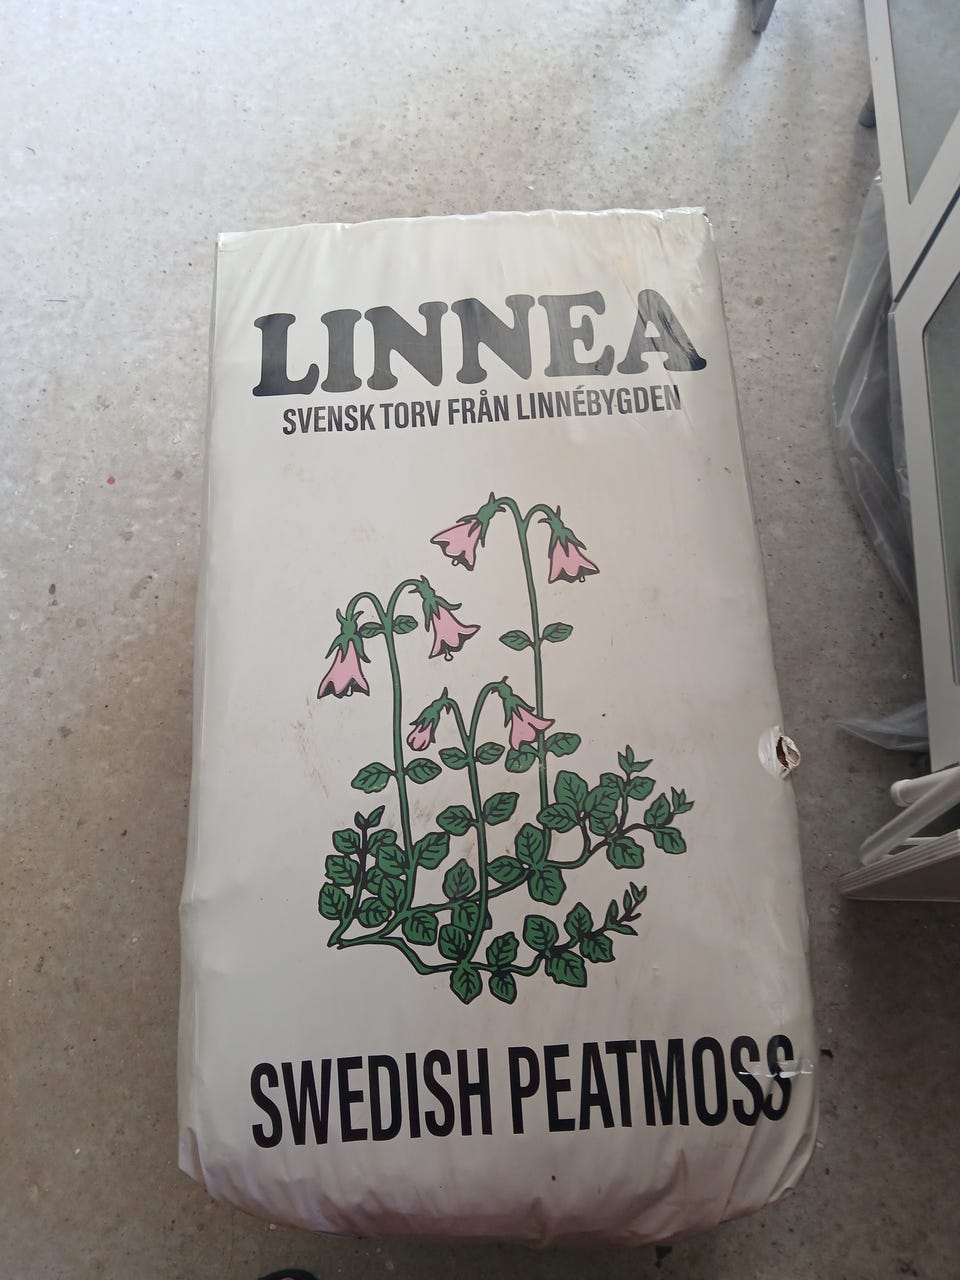 LINNEA
SVENSK TORV FRÅN LINNÉBYGDEN
SWEDISH PEATMOSS